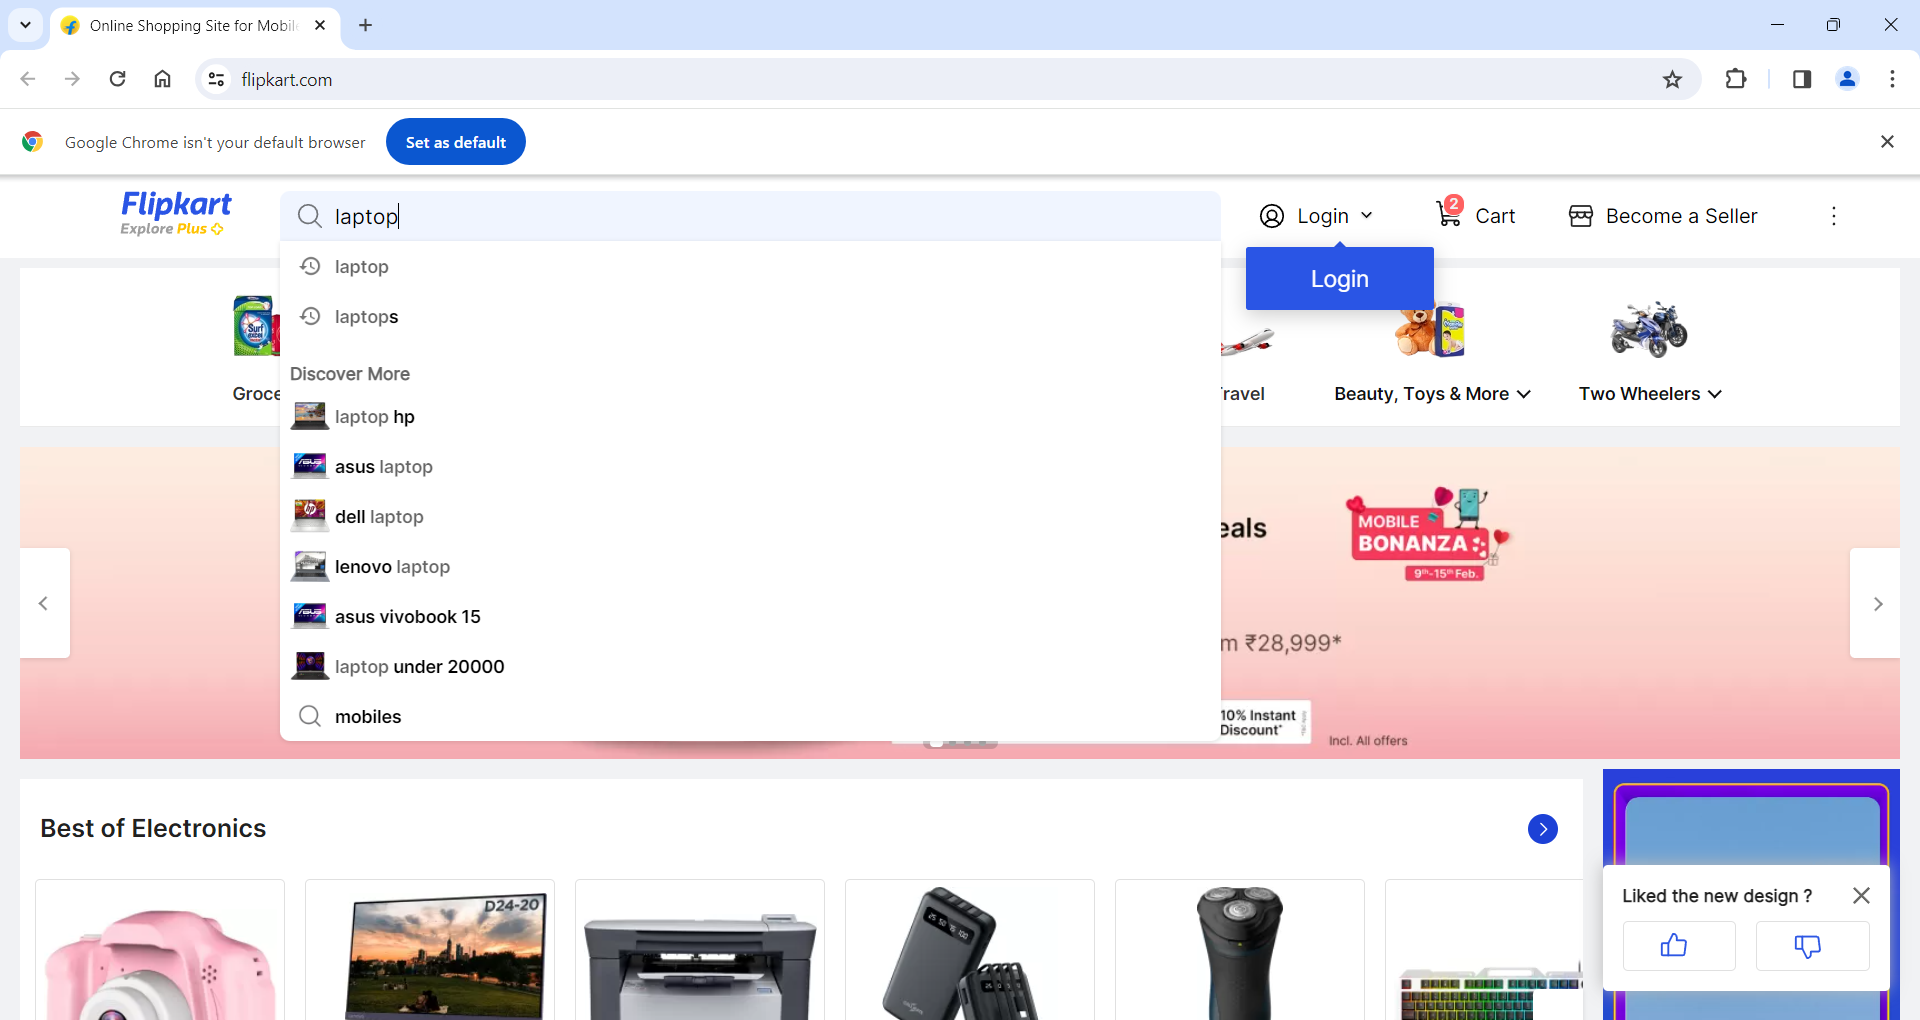 Online Shopping Site for Mobil
flipkart.com
Google Chrome isn't your default browser
Set as default
Flipkart
Explore Plus
laptop
Login
2
Cart
Become a Seller
laptop
Login
laptops
Surf
excel
Discover More
Groce
ravel
Beauty, Toys & More
Two Wheelers
laptop hp
asus laptop
dell laptop
lenovo laptop
asus vivobook 15
laptop under 20000
mobiles
eals
MOBILE
BONANZA
9th-15th Feb.
m ₹28,999*
10% Instant
Discount*
Incl. All offers
Best of Electronics
D24-20
Liked the new design ?